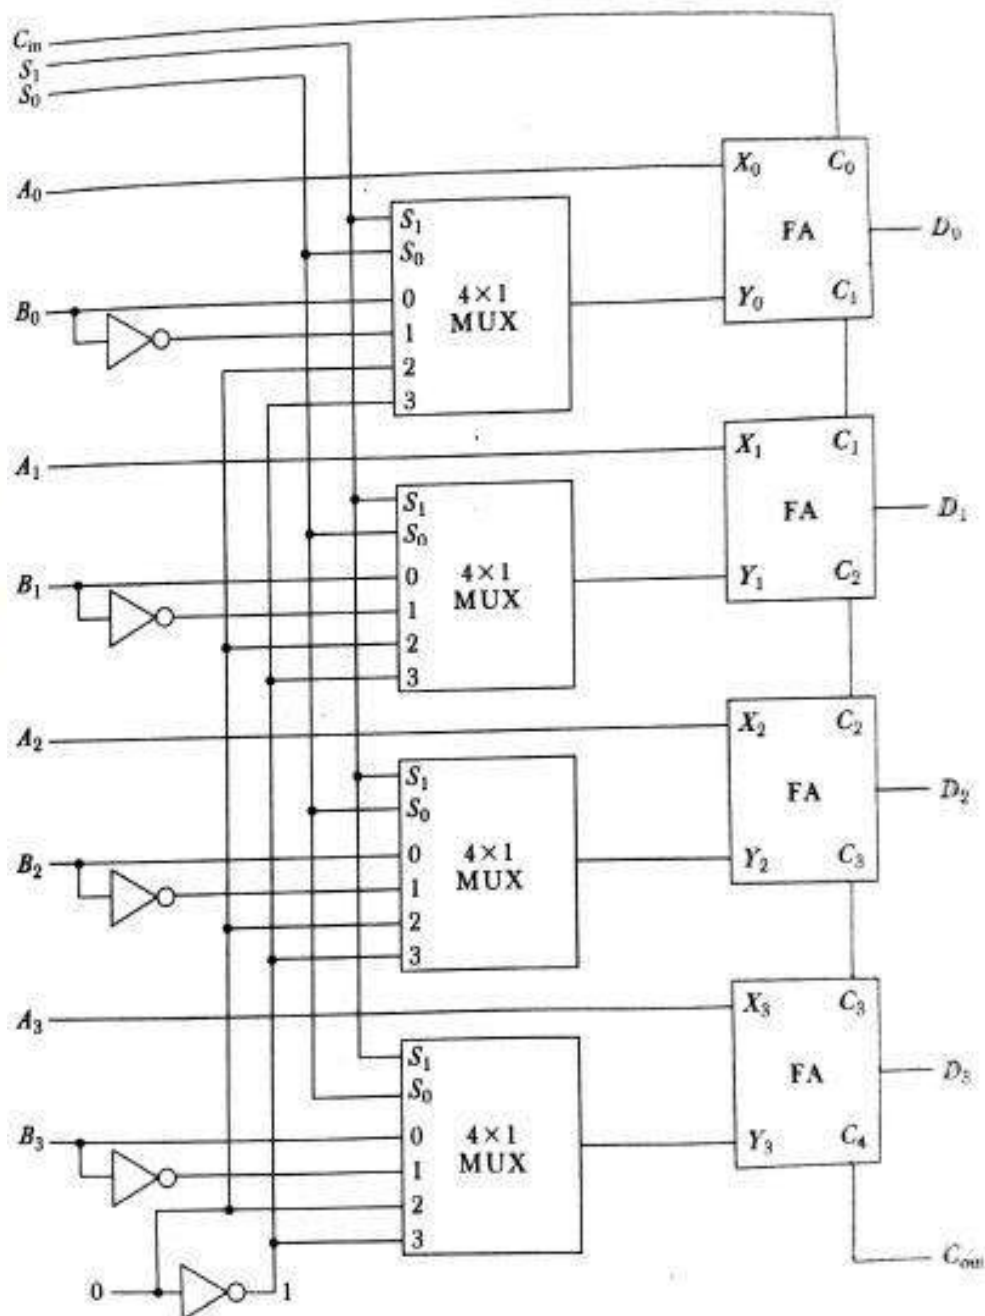 C_in
S_1
S_0
A_0
X_0 C_0
FA
D_0
Y_0 C_1
S_1
S_0
0
1
2
3
4×1
MUX
B_0
A_1
X_1 C_1
FA
D_1
Y_1 C_2
S_1
S_0
0
1
2
3
4×1
MUX
B_1
A_2
X_2 C_2
FA
D_2
Y_2 C_3
S_1
S_0
0
1
2
3
4×1
MUX
B_2
A_3
X_3 C_3
FA
D_3
Y_3 C_4
S_1
S_0
0
1
2
3
4×1
MUX
B_3
0
1
C_out